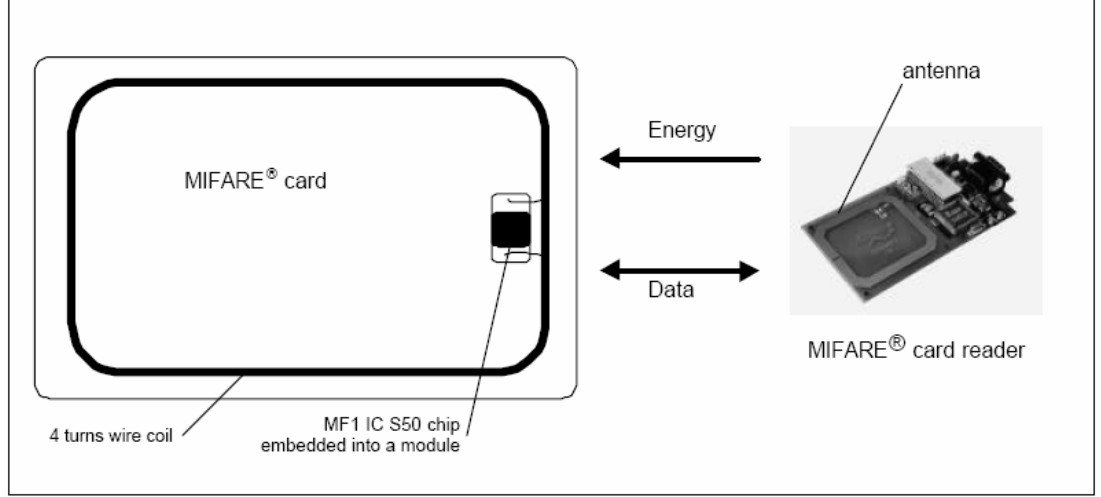 antenna
Energy
MIFARE® card
Data
MIFARE® card reader
4 turns wire coil
MF1 IC S50 chip
embedded into a module